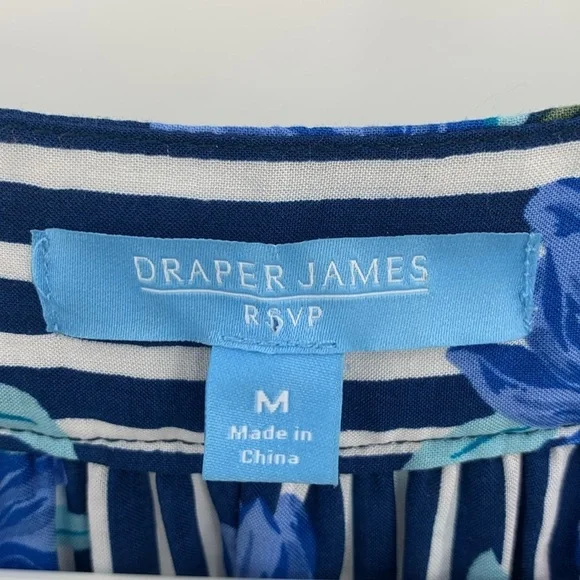 DRAPER JAMES
RSVP
M
Made in
China